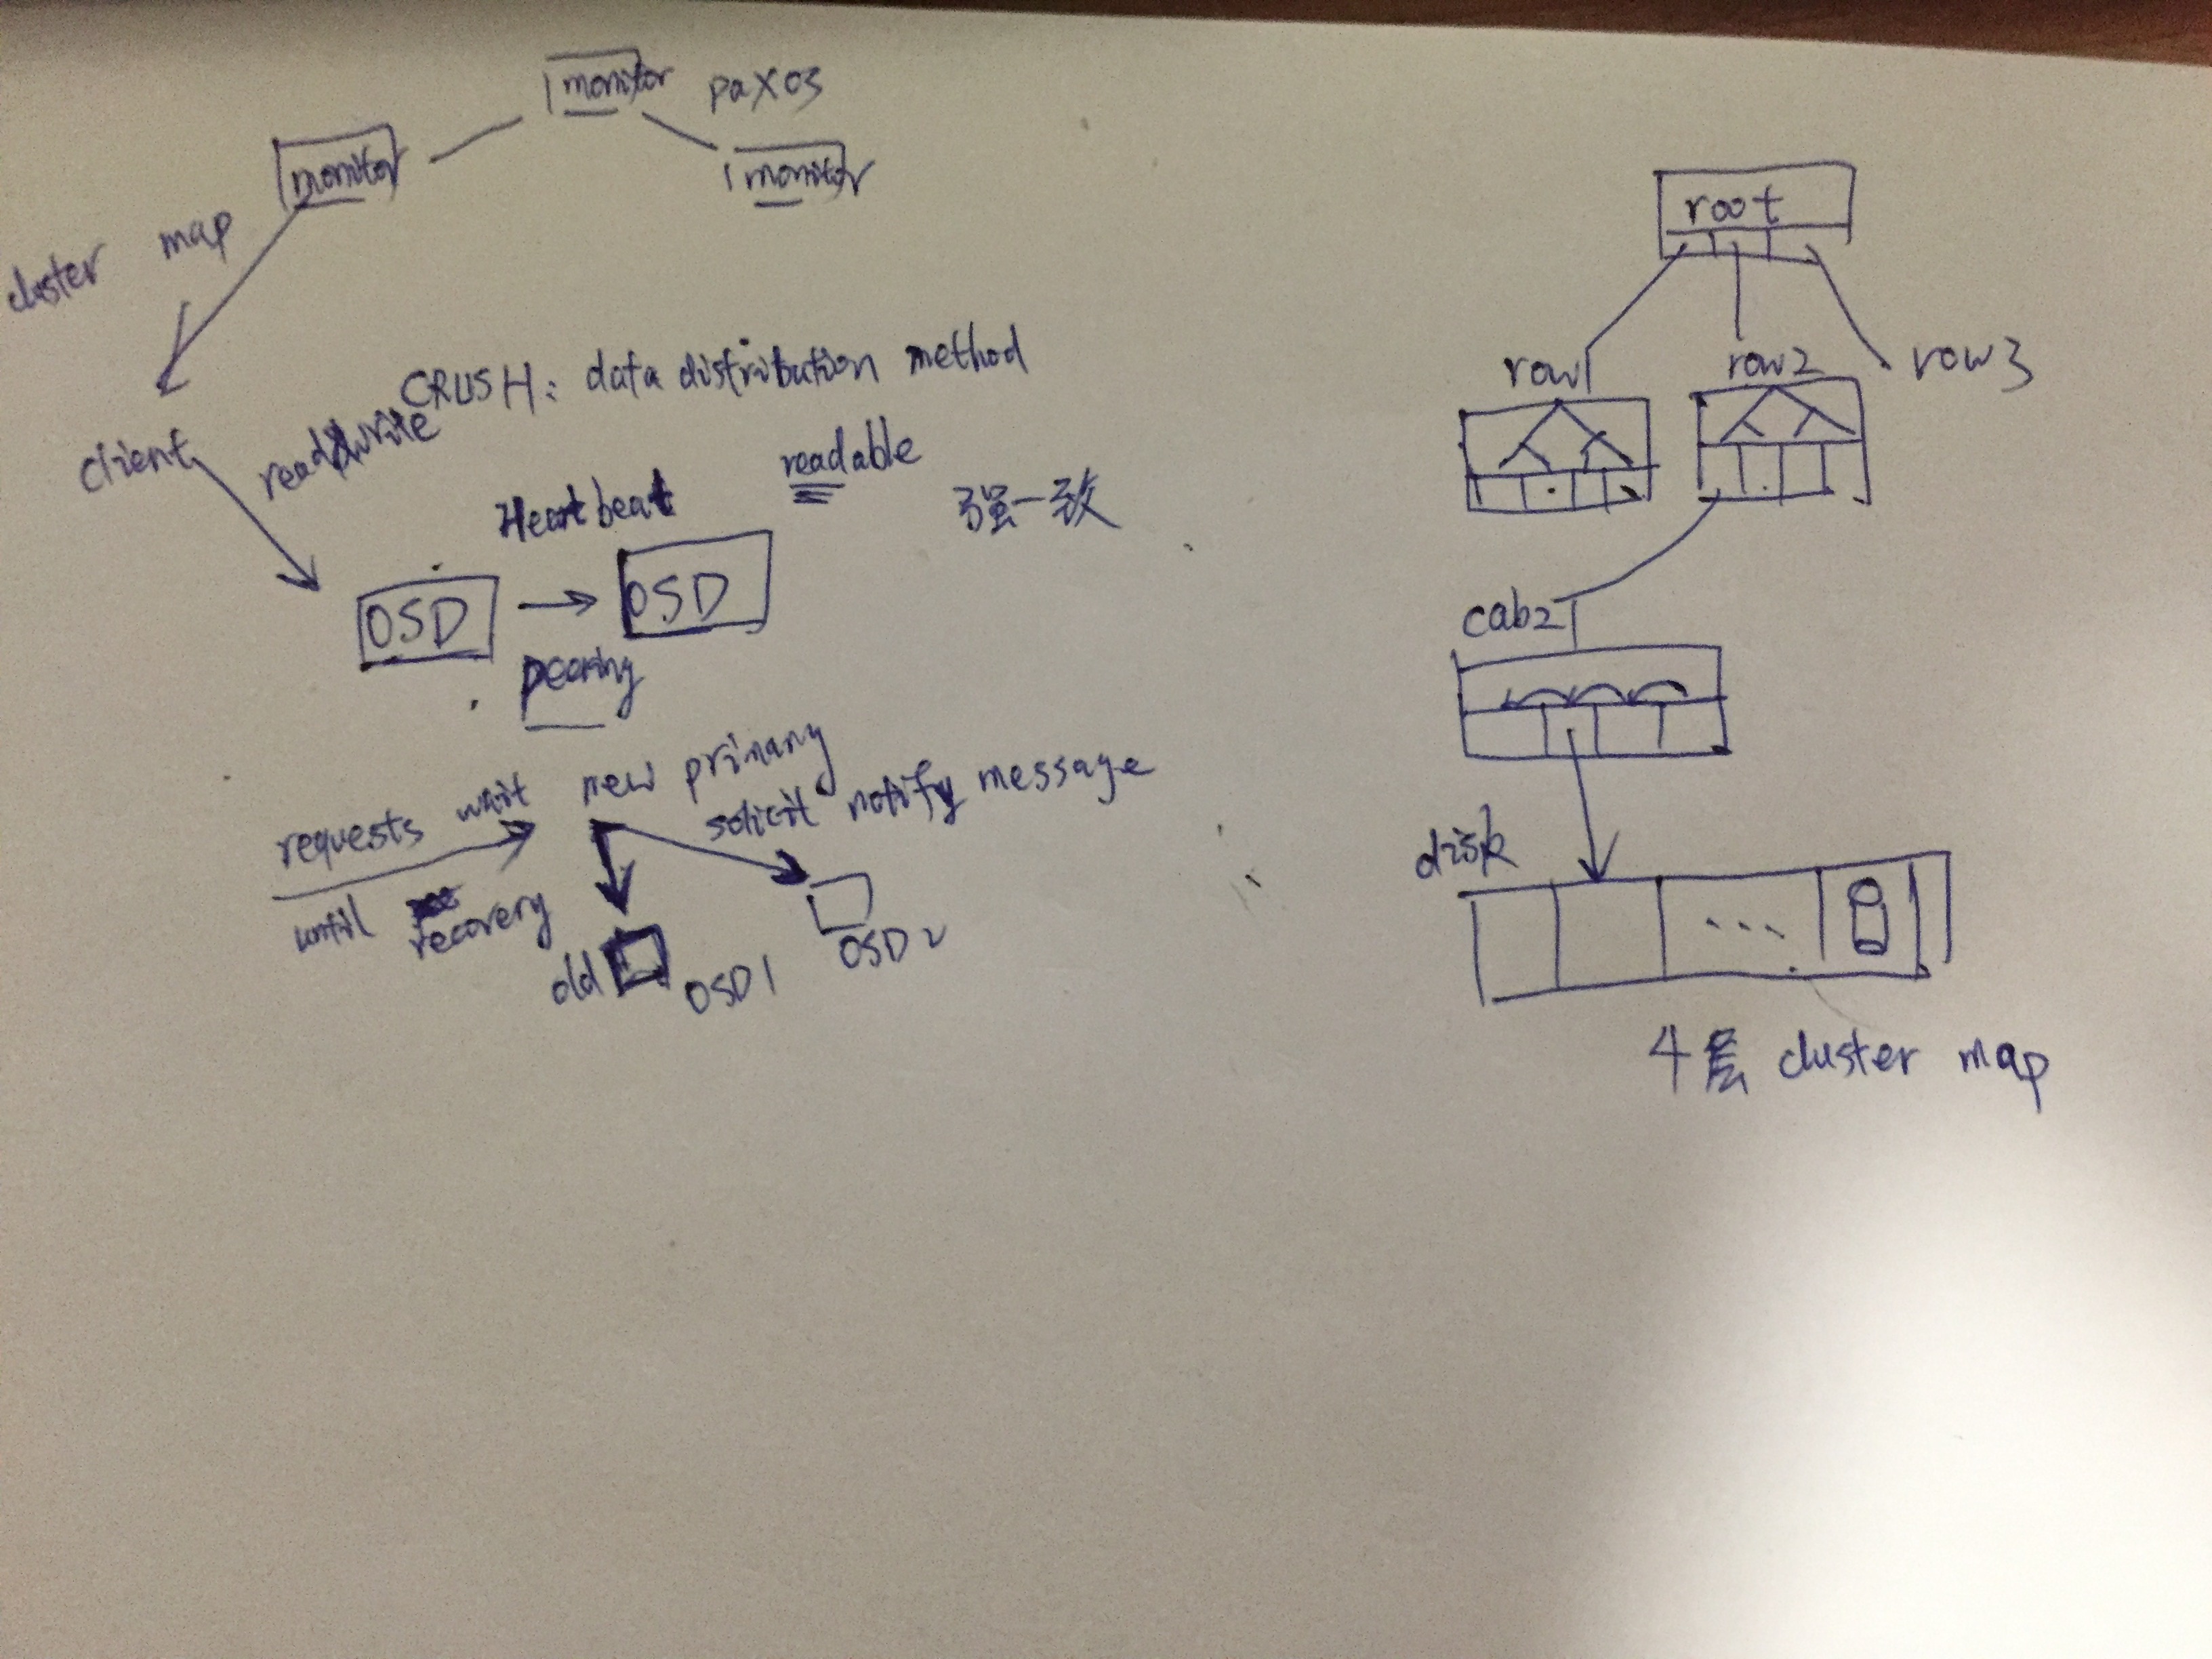 monitor paxos
monitor
monitor
cluster map
CRUSH: data distribution method
client
read/write
readable
Heartbeat
强一致
OSD
OSD
peering
new primary
requests wait
solicit notify message
until recovery
old
OSD1
OSD2
root
row1
row2
row3
cab21
disk
...
4层 cluster map